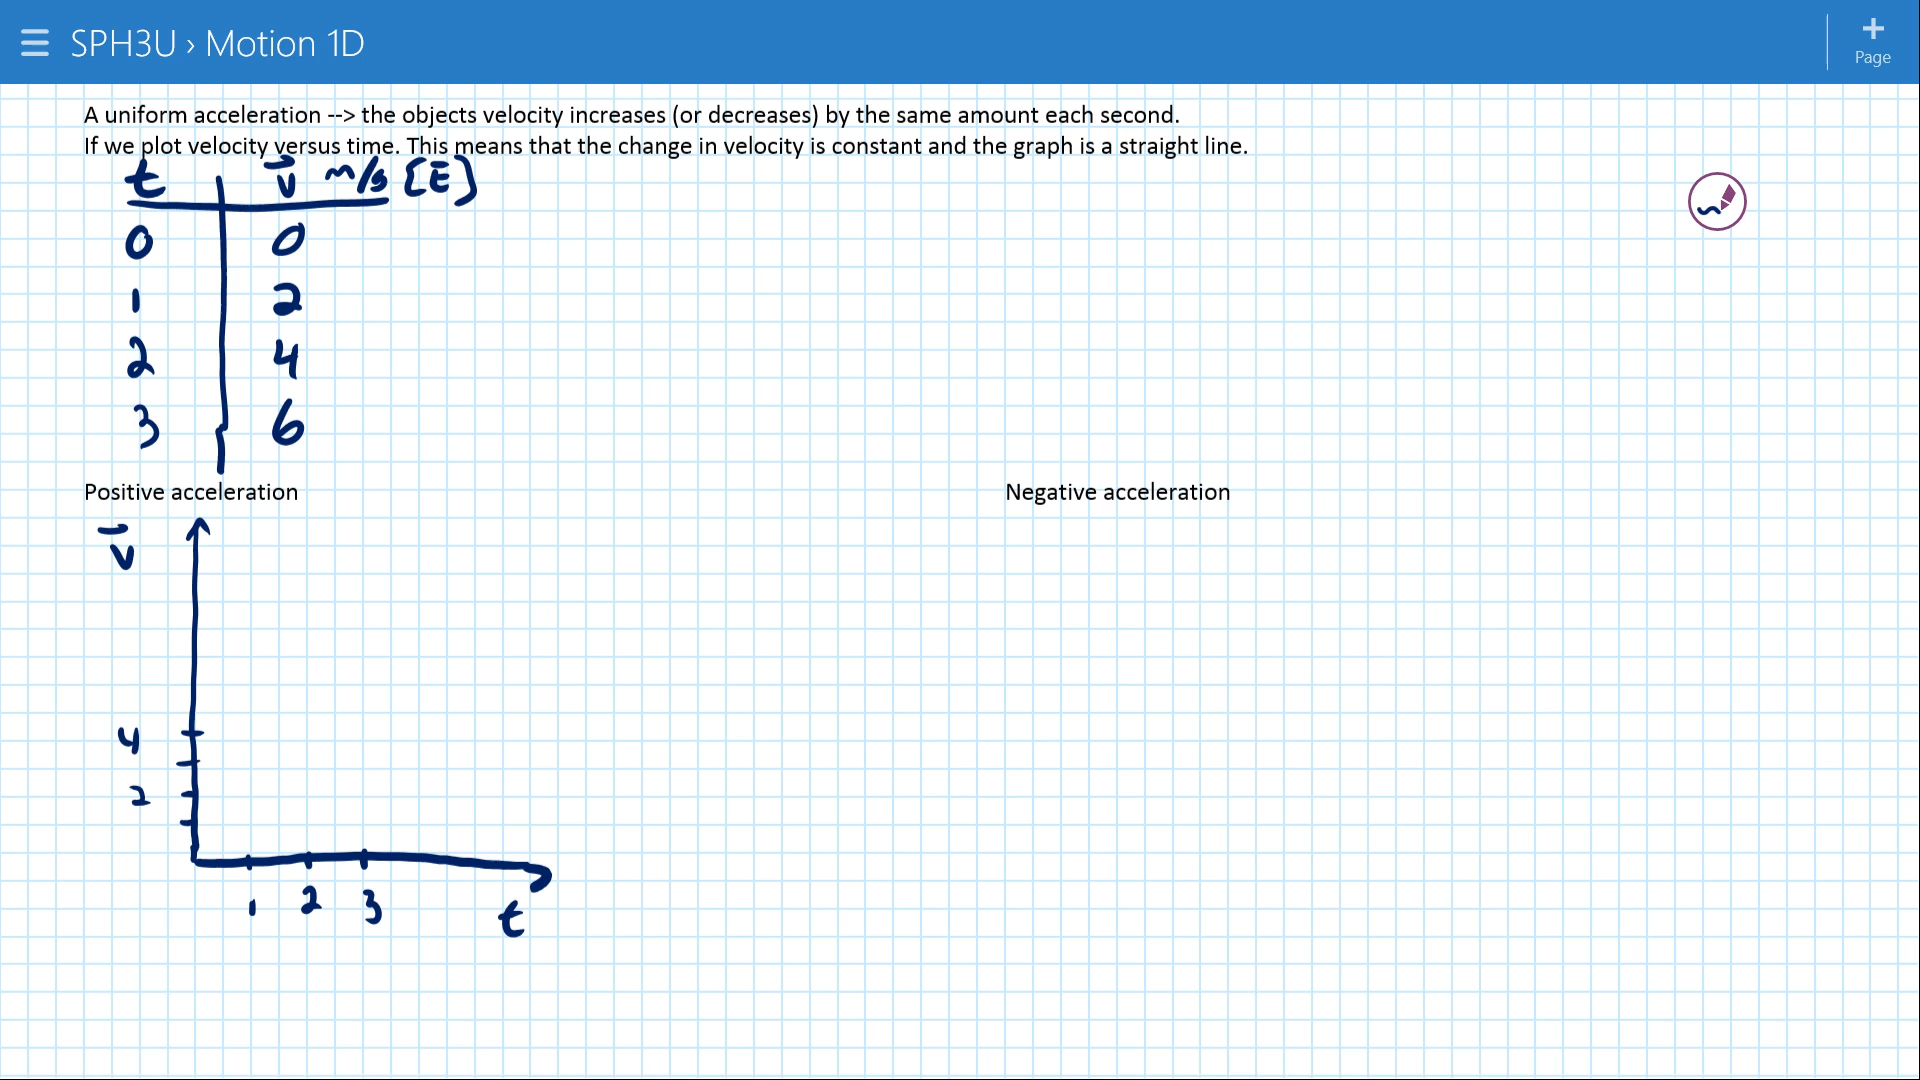 SPH3U › Motion 1D
Page
A uniform acceleration --> the objects velocity increases (or decreases) by the same amount each second.
If we plot velocity versus time. This means that the change in velocity is constant and the graph is a straight line.
t v⃗ m/s [E]
0 0
1 2
2 4
3 6
Positive acceleration
Negative acceleration
v⃗
4
2
1 2 3
t